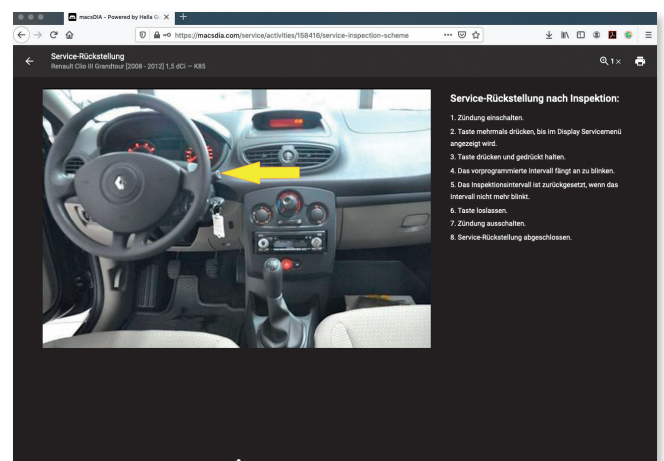 macsDIA - Powered by Hella Gu
https://macsdia.com/service/activities/158416/service-inspection-scheme
Service-Rückstellung
Renault Clio III Grandtour [2008 - 2012] 1,5 dCi — K85
1 ×
Service-Rückstellung nach Inspektion:
1. Zündung einschalten.
2. Taste mehrmals drücken, bis im Display Servicemenü
angezeigt wird.
3. Taste drücken und gedrückt halten.
4. Das vorprogrammierte Intervall fängt an zu blinken.
5. Das Inspektionsintervall ist zurückgesetzt, wenn das
Intervall nicht mehr blinkt.
6. Taste loslassen.
7. Zündung ausschalten.
8. Service-Rückstellung abgeschlossen.